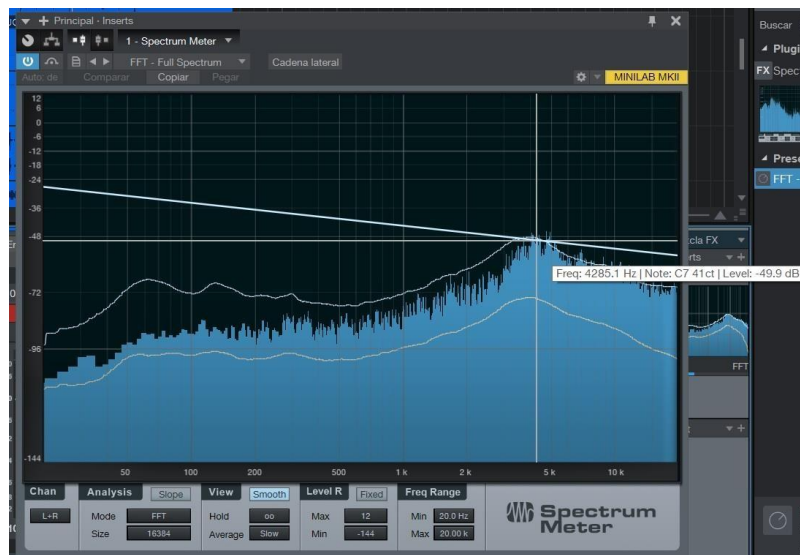 Principal - Inserts
1 - Spectrum Meter
FFT - Full Spectrum
Cadena lateral
Auto: de
Comparar
Copiar
Pegar
MINILAB MKII
12
6
0
-6
-12
-18
-24
-36
-48
-72
-96
-144
Freq: 4285.1 Hz | Note: C7 41ct | Level: -49.9 dB
50 100 200 500 1 k 2 k 5 k 10 k
Chan
L+R
Analysis Slope
Mode FFT
Size 16384
View Smooth
Hold oo
Average Slow
Level R Fixed
Max 12
Min -144
Freq Range
Min 20.0 Hz
Max 20.00 k
Spectrum
Meter
Buscar
FX
FFT -
cla FX
FFT